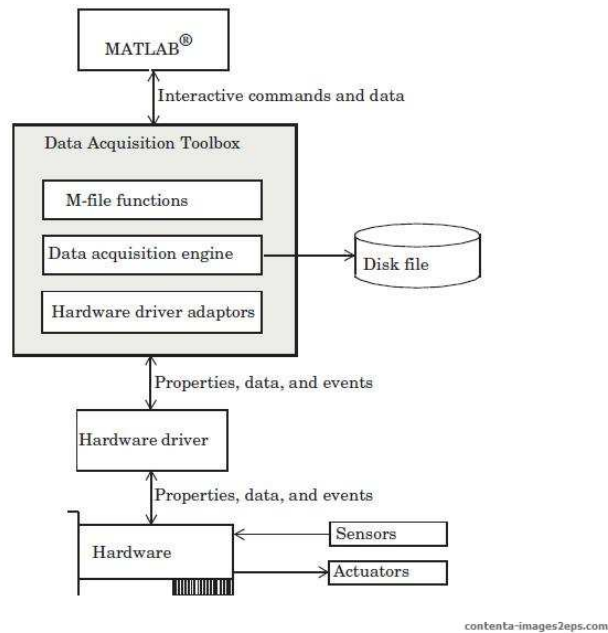 MATLAB®
Interactive commands and data
Data Acquisition Toolbox
M-file functions
Data acquisition engine
Disk file
Hardware driver adaptors
Properties, data, and events
Hardware driver
Properties, data, and events
Sensors
Hardware
Actuators
contenta-images2eps.com